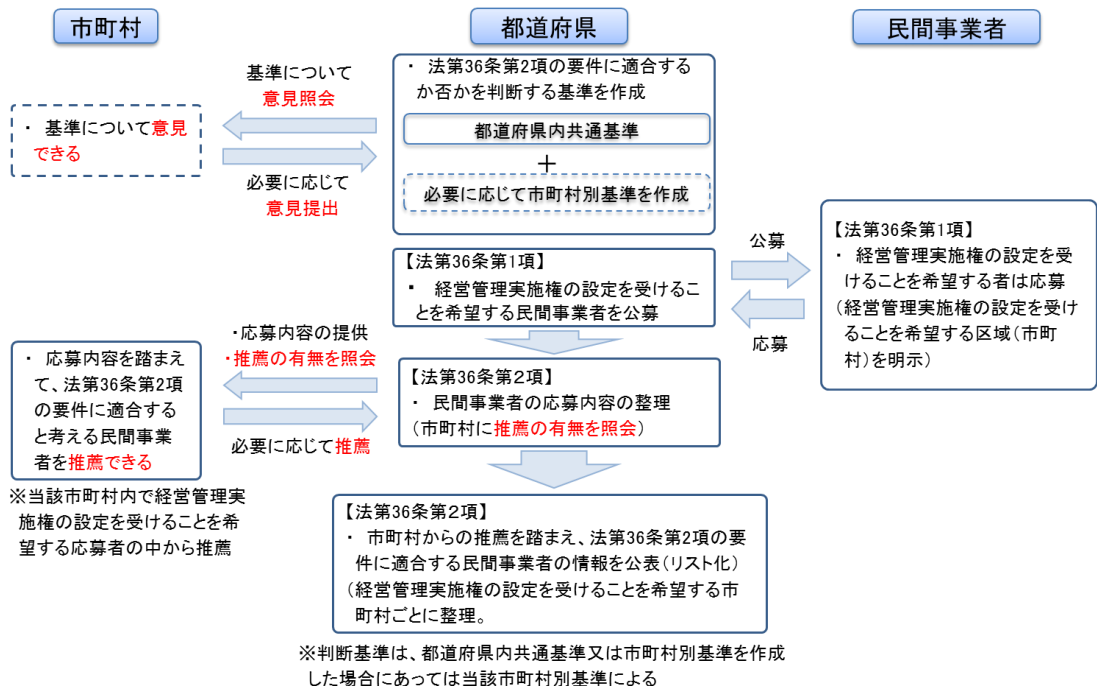 市町村
都道府県
民間事業者
・ 法第36条第2項の要件に適合する
か否かを判断する基準を作成
都道府県内共通基準
＋
必要に応じて市町村別基準を作成
基準について
意見照会
・ 基準について意見
できる
必要に応じて
意見提出
【法第36条第1項】
・ 経営管理実施権の設定を受けるこ
とを希望する民間事業者を公募
公募
応募
【法第36条第1項】
・ 経営管理実施権の設定を受
けることを希望する者は応募
（経営管理実施権の設定を受け
ることを希望する区域（市町
村）を明示）
・応募内容の提供
・推薦の有無を照会
・ 応募内容を踏まえ
て、法第36条第2項
の要件に適合する
と考える民間事業
者を推薦できる
必要に応じて推薦
※当該市町村内で経営管理実
施権の設定を受けることを希
望する応募者の中から推薦
【法第36条第２項】
・ 民間事業者の応募内容の整理
（市町村に推薦の有無を照会）
【法第36条第２項】
・ 市町村からの推薦を踏まえ、法第36条第2項の要
件に適合する民間事業者の情報を公表（リスト化）
（経営管理実施権の設定を受けることを希望する市
町村ごとに整理。
※判断基準は、都道府県内共通基準又は市町村別基準を作成
した場合にあっては当該市町村別基準による